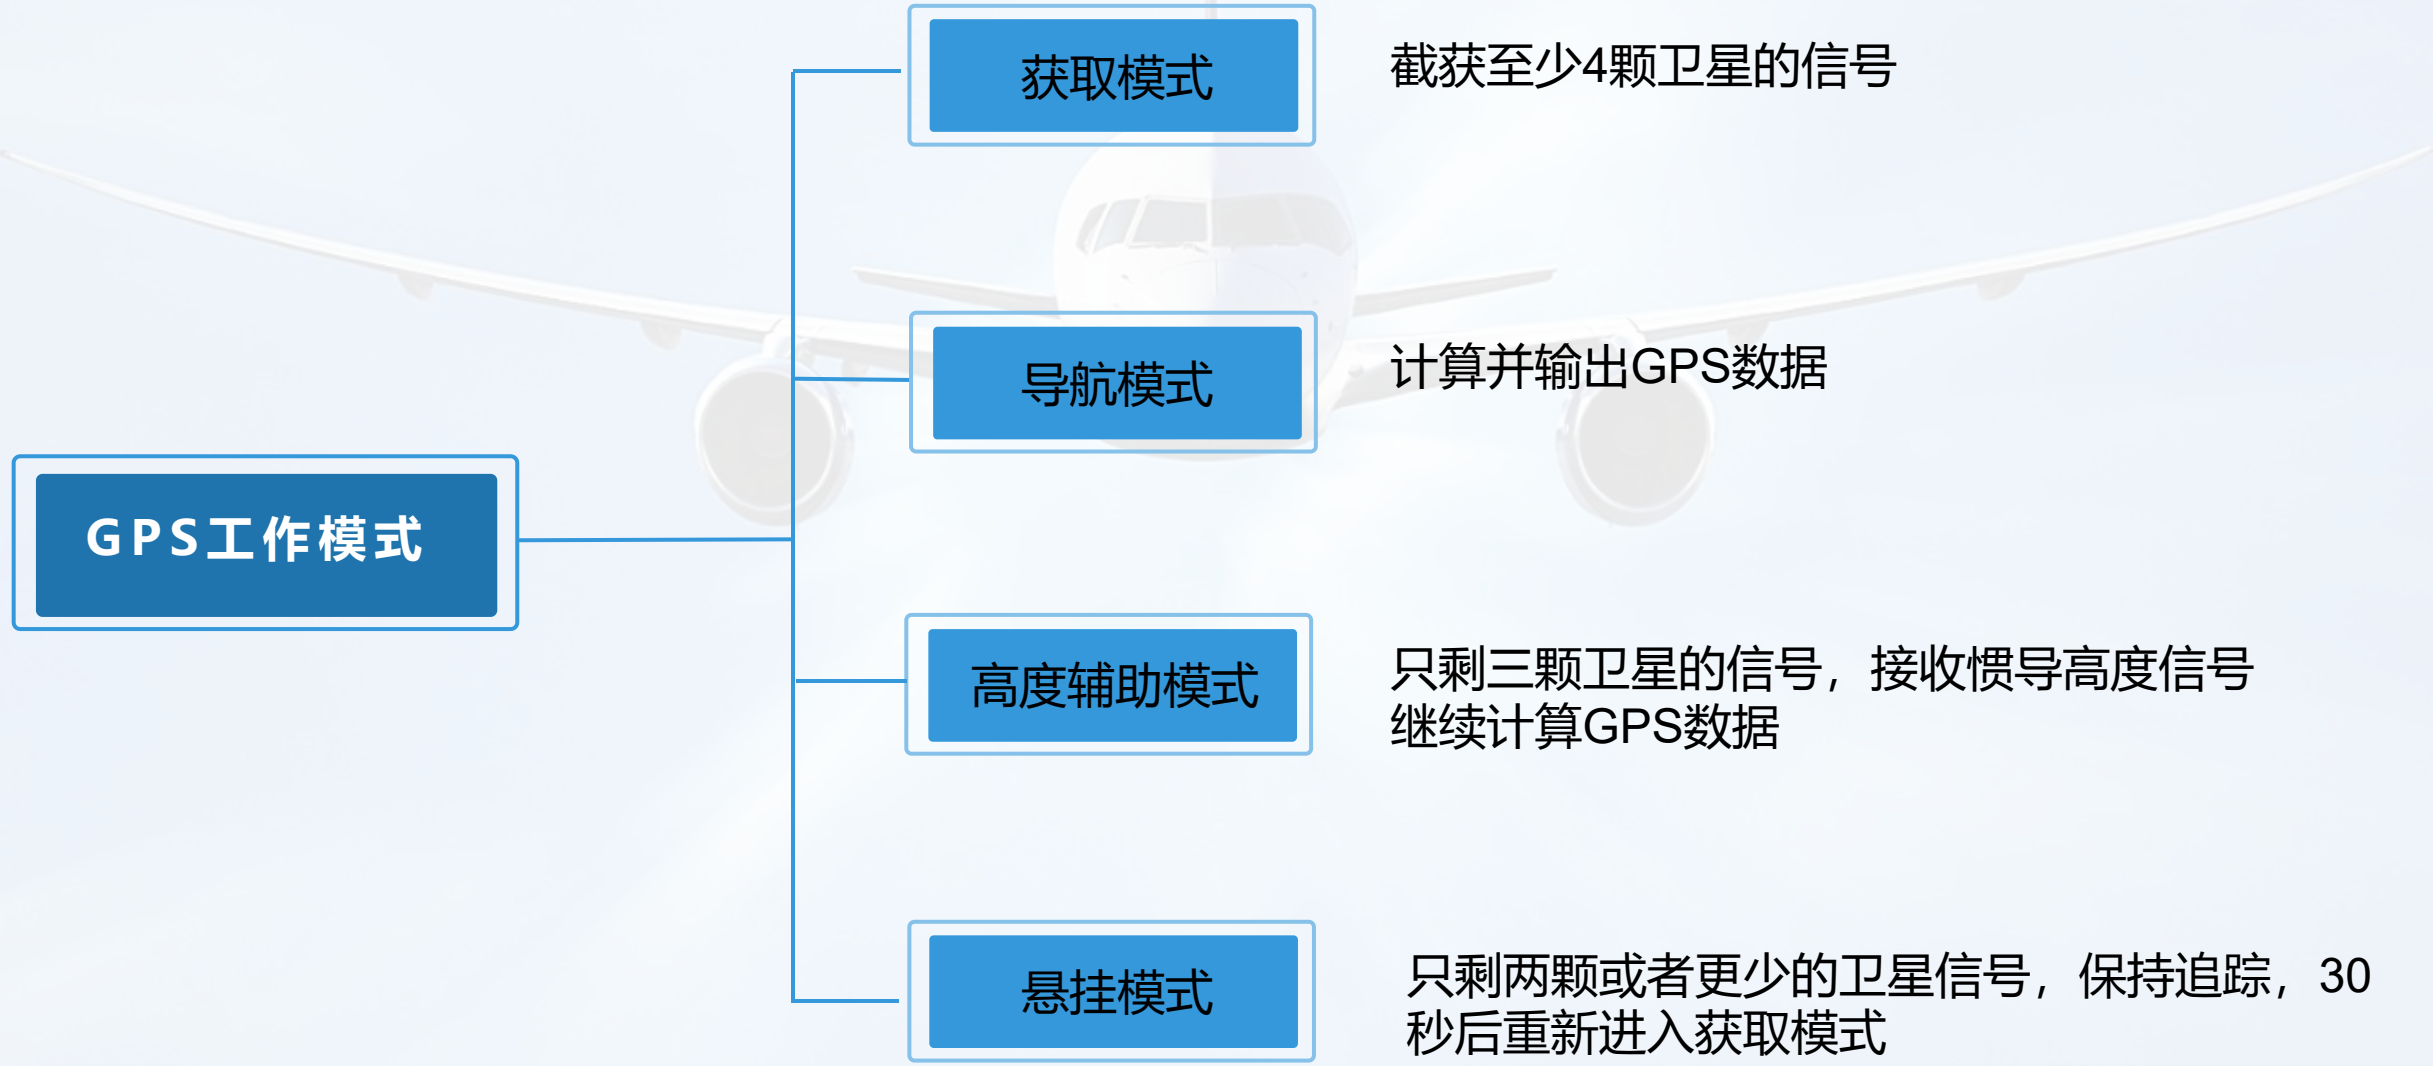 获取模式
截获至少4颗卫星的信号
导航模式
计算并输出GPS数据
GPS工作模式
高度辅助模式
只剩三颗卫星的信号，接收惯导高度信号
继续计算GPS数据
悬挂模式
只剩两颗或者更少的卫星信号，保持追踪，30
秒后重新进入获取模式